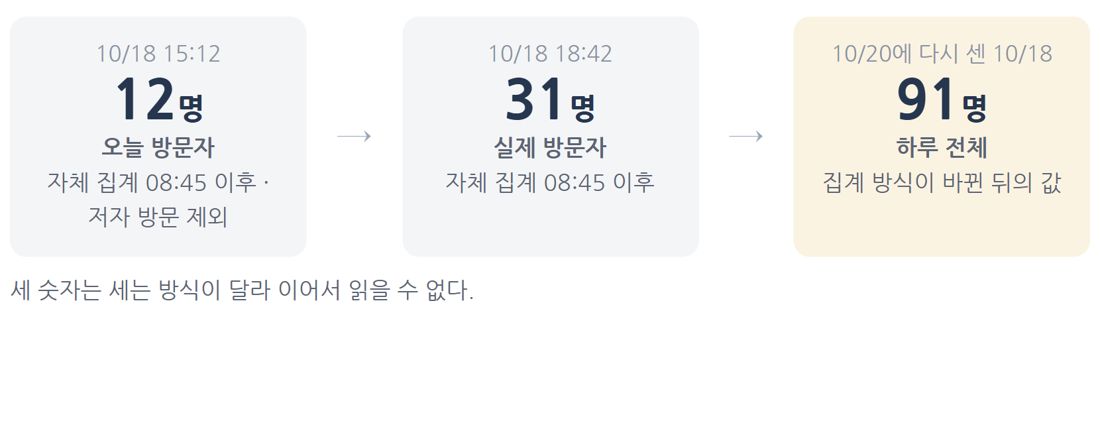 10/18 15:12
12명
오늘 방문자
자체 집계 08:45 이후 ·
저자 방문 제외
→
10/18 18:42
31명
실제 방문자
자체 집계 08:45 이후
→
10/20에 다시 센 10/18
91명
하루 전체
집계 방식이 바뀐 뒤의 값
세 숫자는 세는 방식이 달라 이어서 읽을 수 없다.